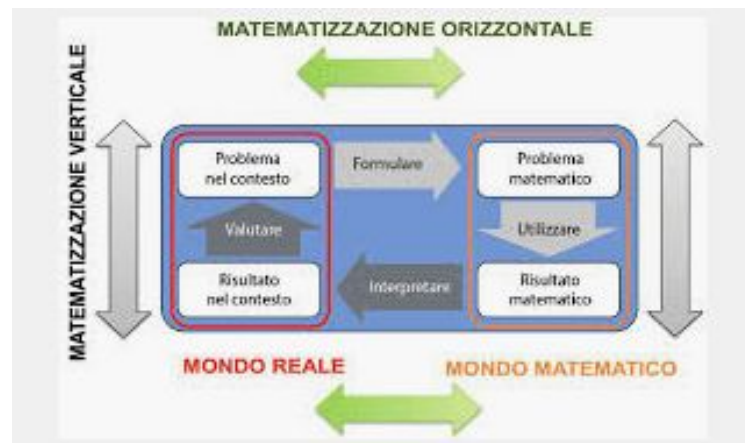 MATEMATIZZAZIONE ORIZZONTALE
MATEMATIZZAZIONE VERTICALE
Problema
nel contesto
Formulare
Problema
matematico
Valutare
Utilizzare
Risultato
nel contesto
Interpretare
Risultato
matematico
MONDO REALE
MONDO MATEMATICO